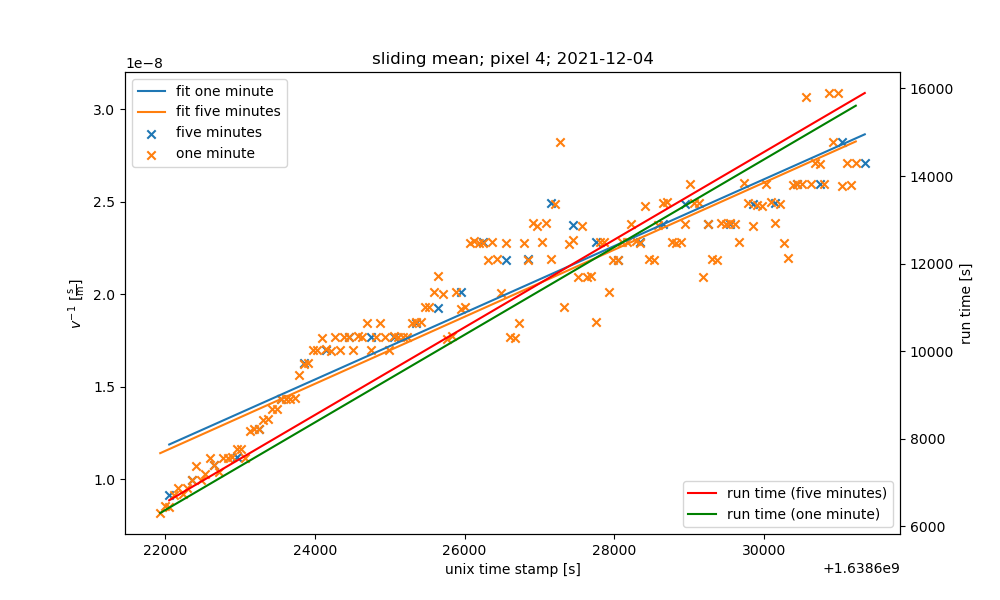 sliding mean; pixel 4; 2021-12-04
1e−8
fit one minute
fit five minutes
five minutes
one minute
3.0
2.5
2.0
1.5
1.0
v⁻¹ [s/m]
16000
14000
12000
10000
8000
6000
run time [s]
run time (five minutes)
run time (one minute)
22000 24000 26000 28000 30000
unix time stamp [s]
+1.6386e9